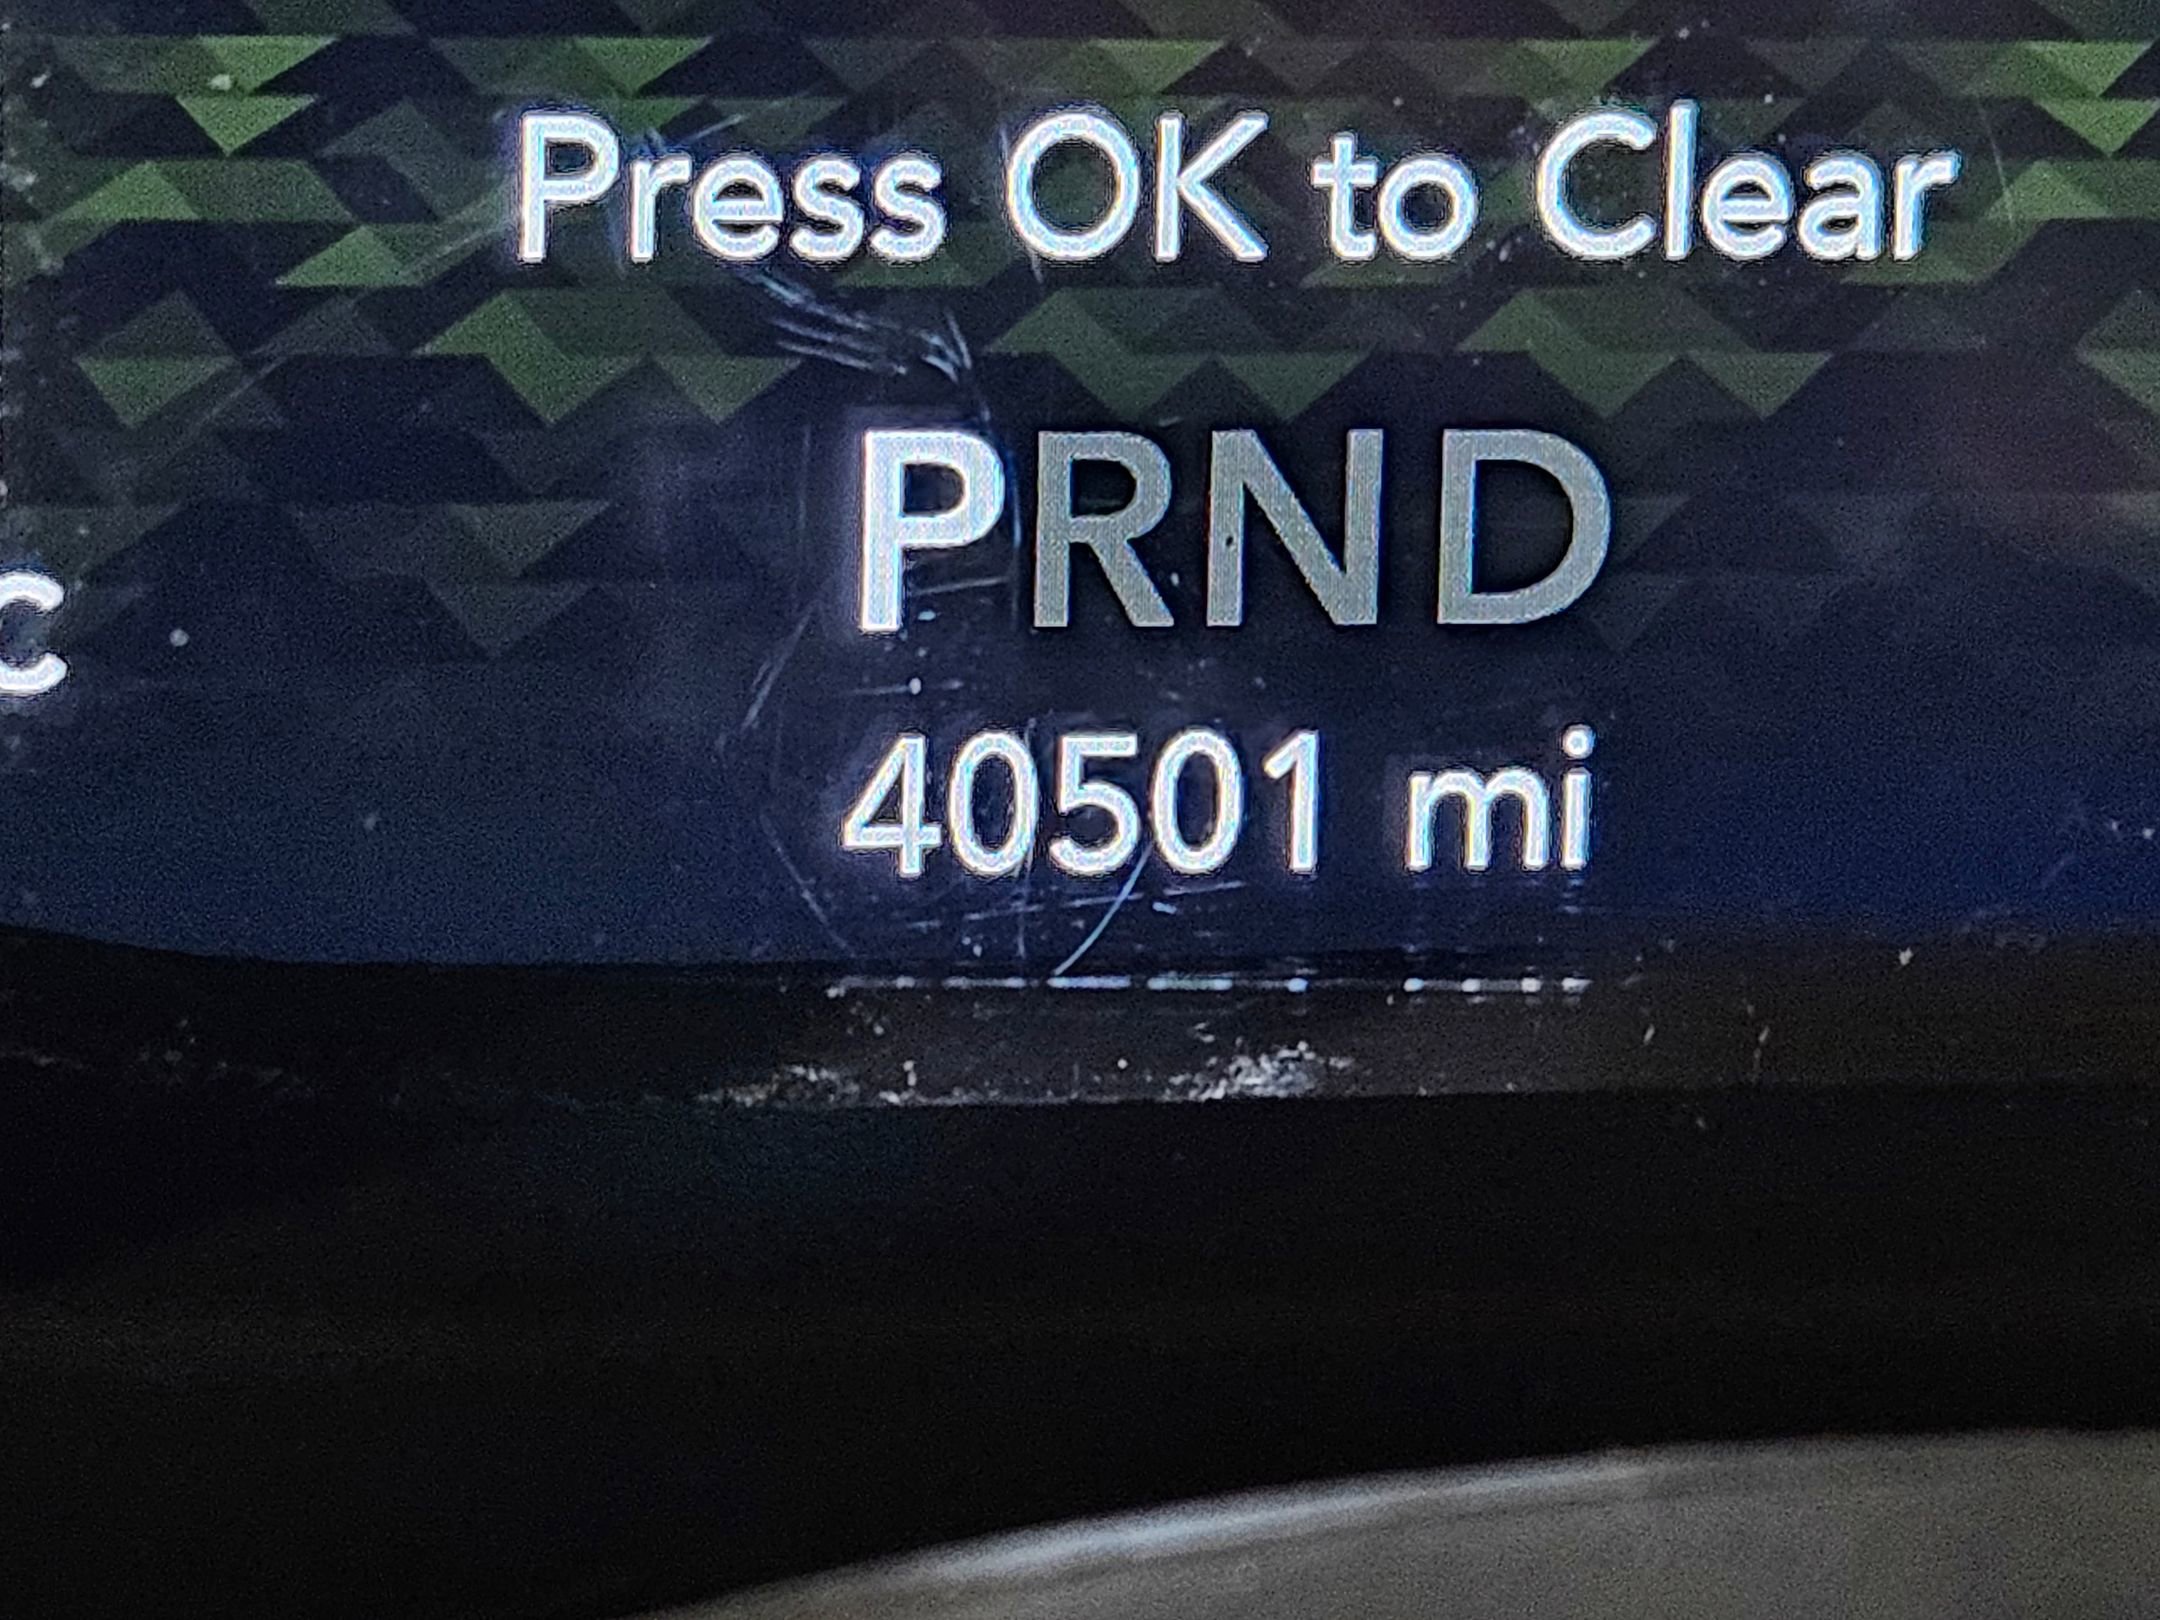 Press OK to Clear
PRND
C
40501 mi